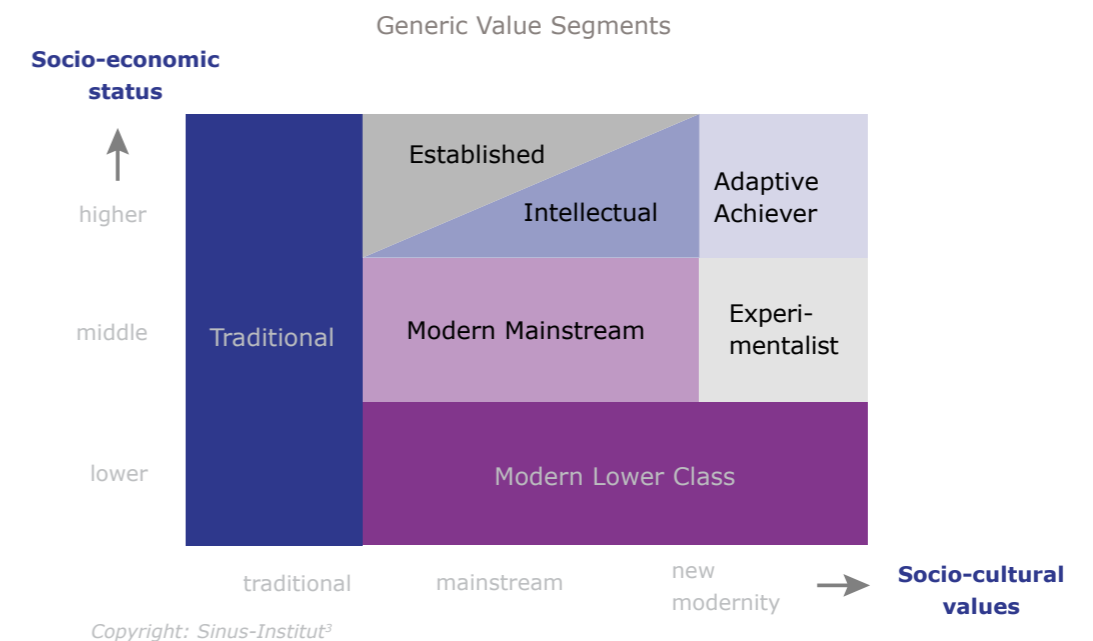 Generic Value Segments
Socio-economic
status
Established
Adaptive
Achiever
Intellectual
higher
Experi-
mentalist
middle
Traditional
Modern Mainstream
lower
Modern Lower Class
traditional
mainstream
new
modernity
Socio-cultural
values
Copyright: Sinus-Institut³